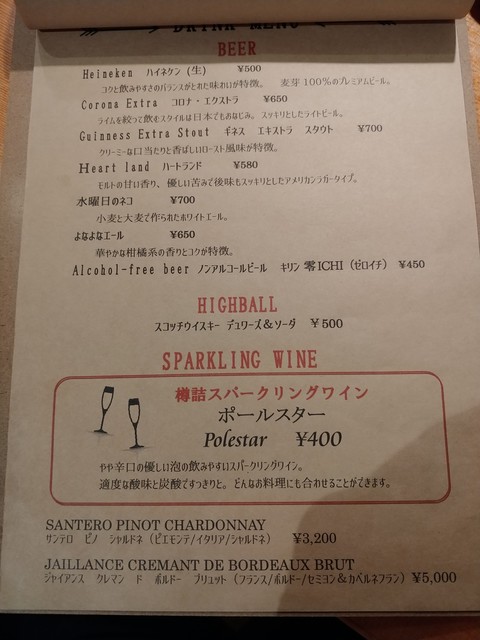 DRINK MENU
BEER
Heineken ハイネケン (生) ¥500
コクと飲みやすさのバランスがとれた味わいが特徴。 麦芽100%のプレミアムビール。
Corona Extra コロナ・エクストラ ¥650
ライムを絞って飲むスタイルは日本でもおなじみ。スッキリとしたライトビール。
Guinness Extra Stout ギネス エキストラ スタウト ¥700
クリーミーな口当たりと香ばしいロースト風味が特徴。
Heart land ハートランド ¥580
モルトの甘い香り、優しい苦みで後味もスッキリとしたアメリカンラガータイプ。
水曜日のネコ ¥700
小麦と大麦で作られたホワイトエール。
よなよなエール ¥650
華やかな柑橘系の香りとコクが特徴。
Alcohol-free beer ノンアルコールビール キリン 零ICHI (ゼロイチ) ¥450
HIGHBALL
スコッチウイスキー デュワーズ＆ソーダ ¥500
SPARKLING WINE
樽詰スパークリングワイン
ポールスター
Polestar ¥400
やや辛口の優しい泡の飲みやすいスパークリングワイン。
適度な酸味と炭酸ですっきりと。どんなお料理にも合わせることができます。
SANTERO PINOT CHARDONNAY
サンテロ ピノ シャルドネ (ピエモンテ/イタリア/シャルドネ) ¥3,200
JAILLANCE CREMANT DE BORDEAUX BRUT
ジャイアンス クレマン ド ボルドー ブリュット (フランス/ボルドー/セミヨン＆カベルネフラン) ¥5,000